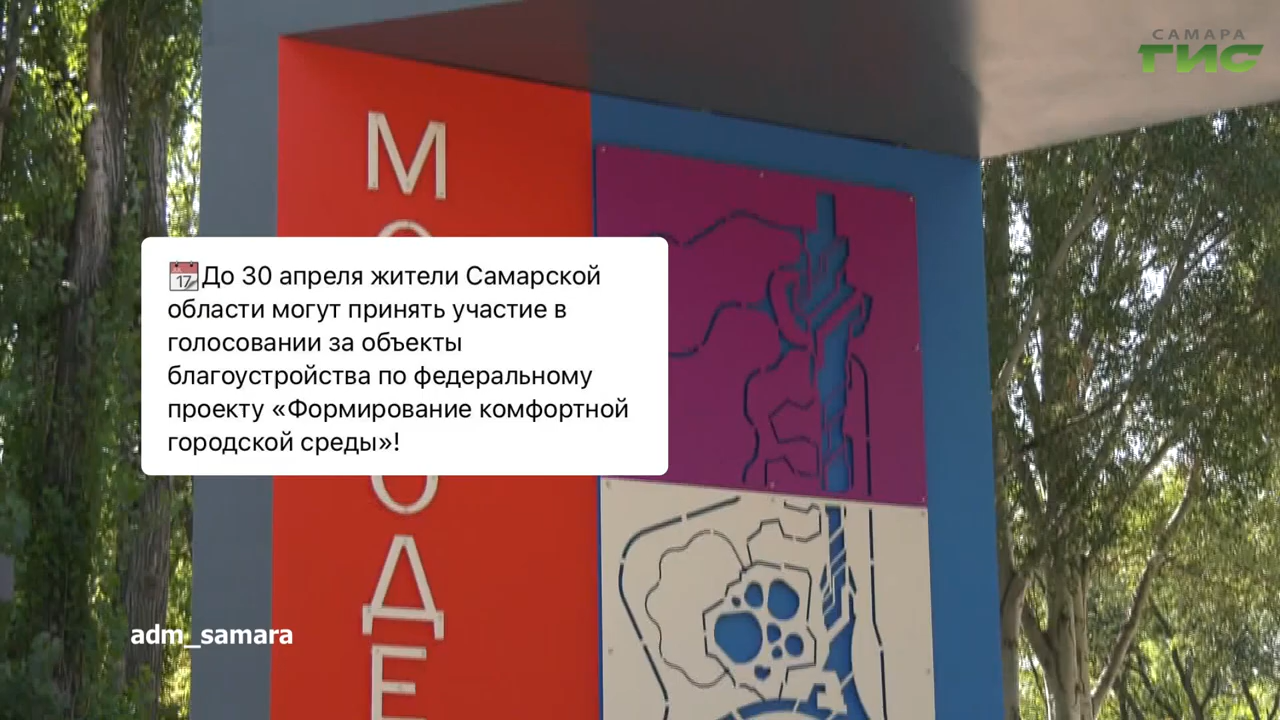 САМАРА
ГИС
М
О
Д
Е
До 30 апреля жители Самарской
области могут принять участие в
голосовании за объекты
благоустройства по федеральному
проекту «Формирование комфортной
городской среды»!
adm_samara